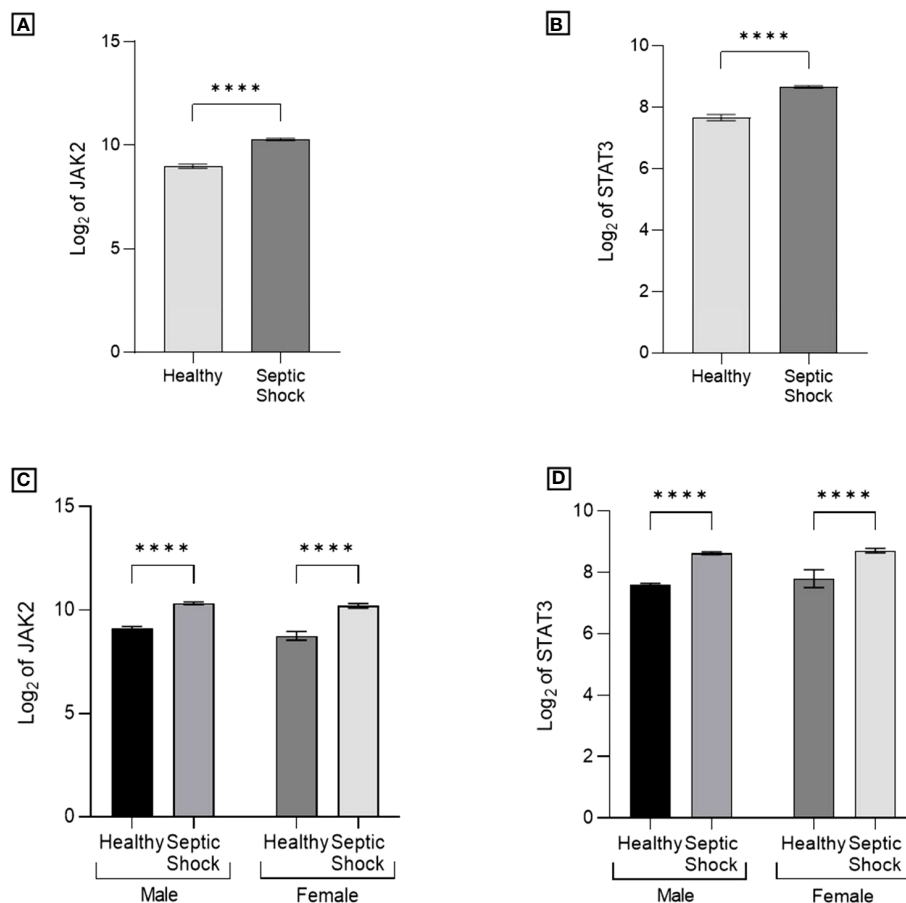 A
15
10
5
0
Log₂ of JAK2
****
Healthy
Septic
Shock
B
10
8
6
4
2
0
Log₂ of STAT3
****
Healthy
Septic
Shock
C
15
10
5
0
Log₂ of JAK2
****
****
Healthy Septic Shock
Healthy Septic Shock
Male
Female
D
10
8
6
4
2
0
Log₂ of STAT3
****
****
Healthy Septic Shock
Healthy Septic Shock
Male
Female